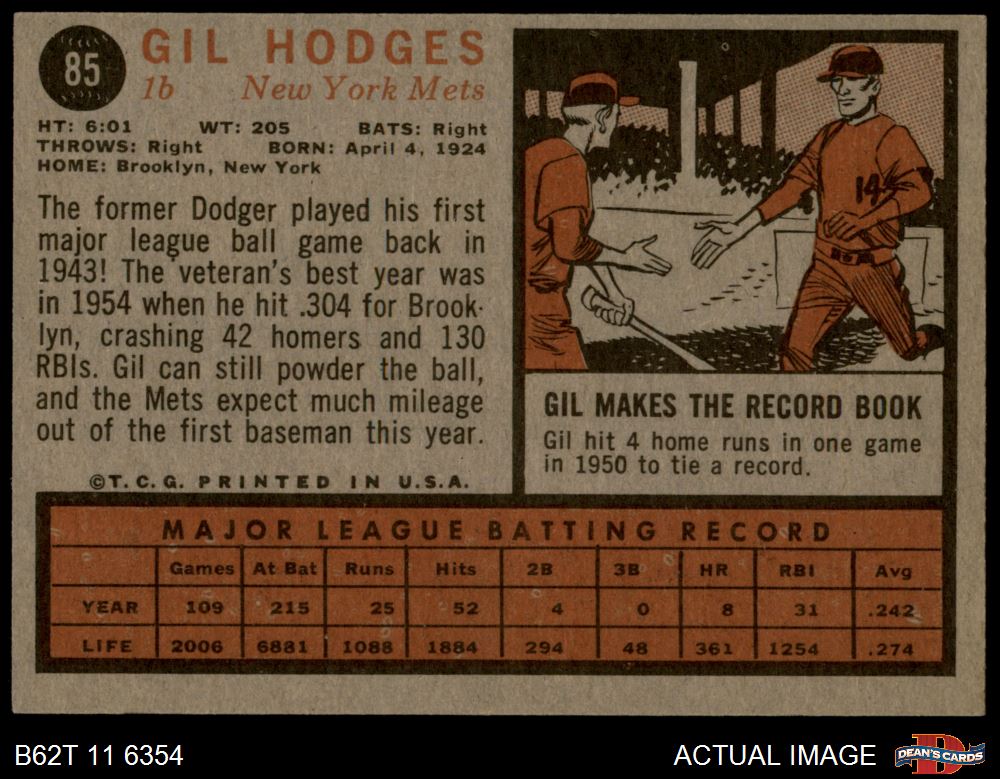 85
GIL HODGES
1b New York Mets
HT: 6:01 WT: 205 BATS: Right
THROWS: Right BORN: April 4, 1924
HOME: Brooklyn, New York
The former Dodger played his first
major league ball game back in
1943! The veteran's best year was
in 1954 when he hit .304 for Brook-
lyn, crashing 42 homers and 130
RBIs. Gil can still powder the ball,
and the Mets expect much mileage
out of the first baseman this year.
©T.C.G. PRINTED IN U.S.A.
14
GIL MAKES THE RECORD BOOK
Gil hit 4 home runs in one game
in 1950 to tie a record.
MAJOR LEAGUE BATTING RECORD
Games At Bat Runs Hits 2B 3B HR RBI Avg
YEAR 109 215 25 52 4 0 8 31 .242
LIFE 2006 6881 1088 1884 294 48 361 1254 .274
B62T 11 6354
ACTUAL IMAGE
D
DEAN'S CARDS